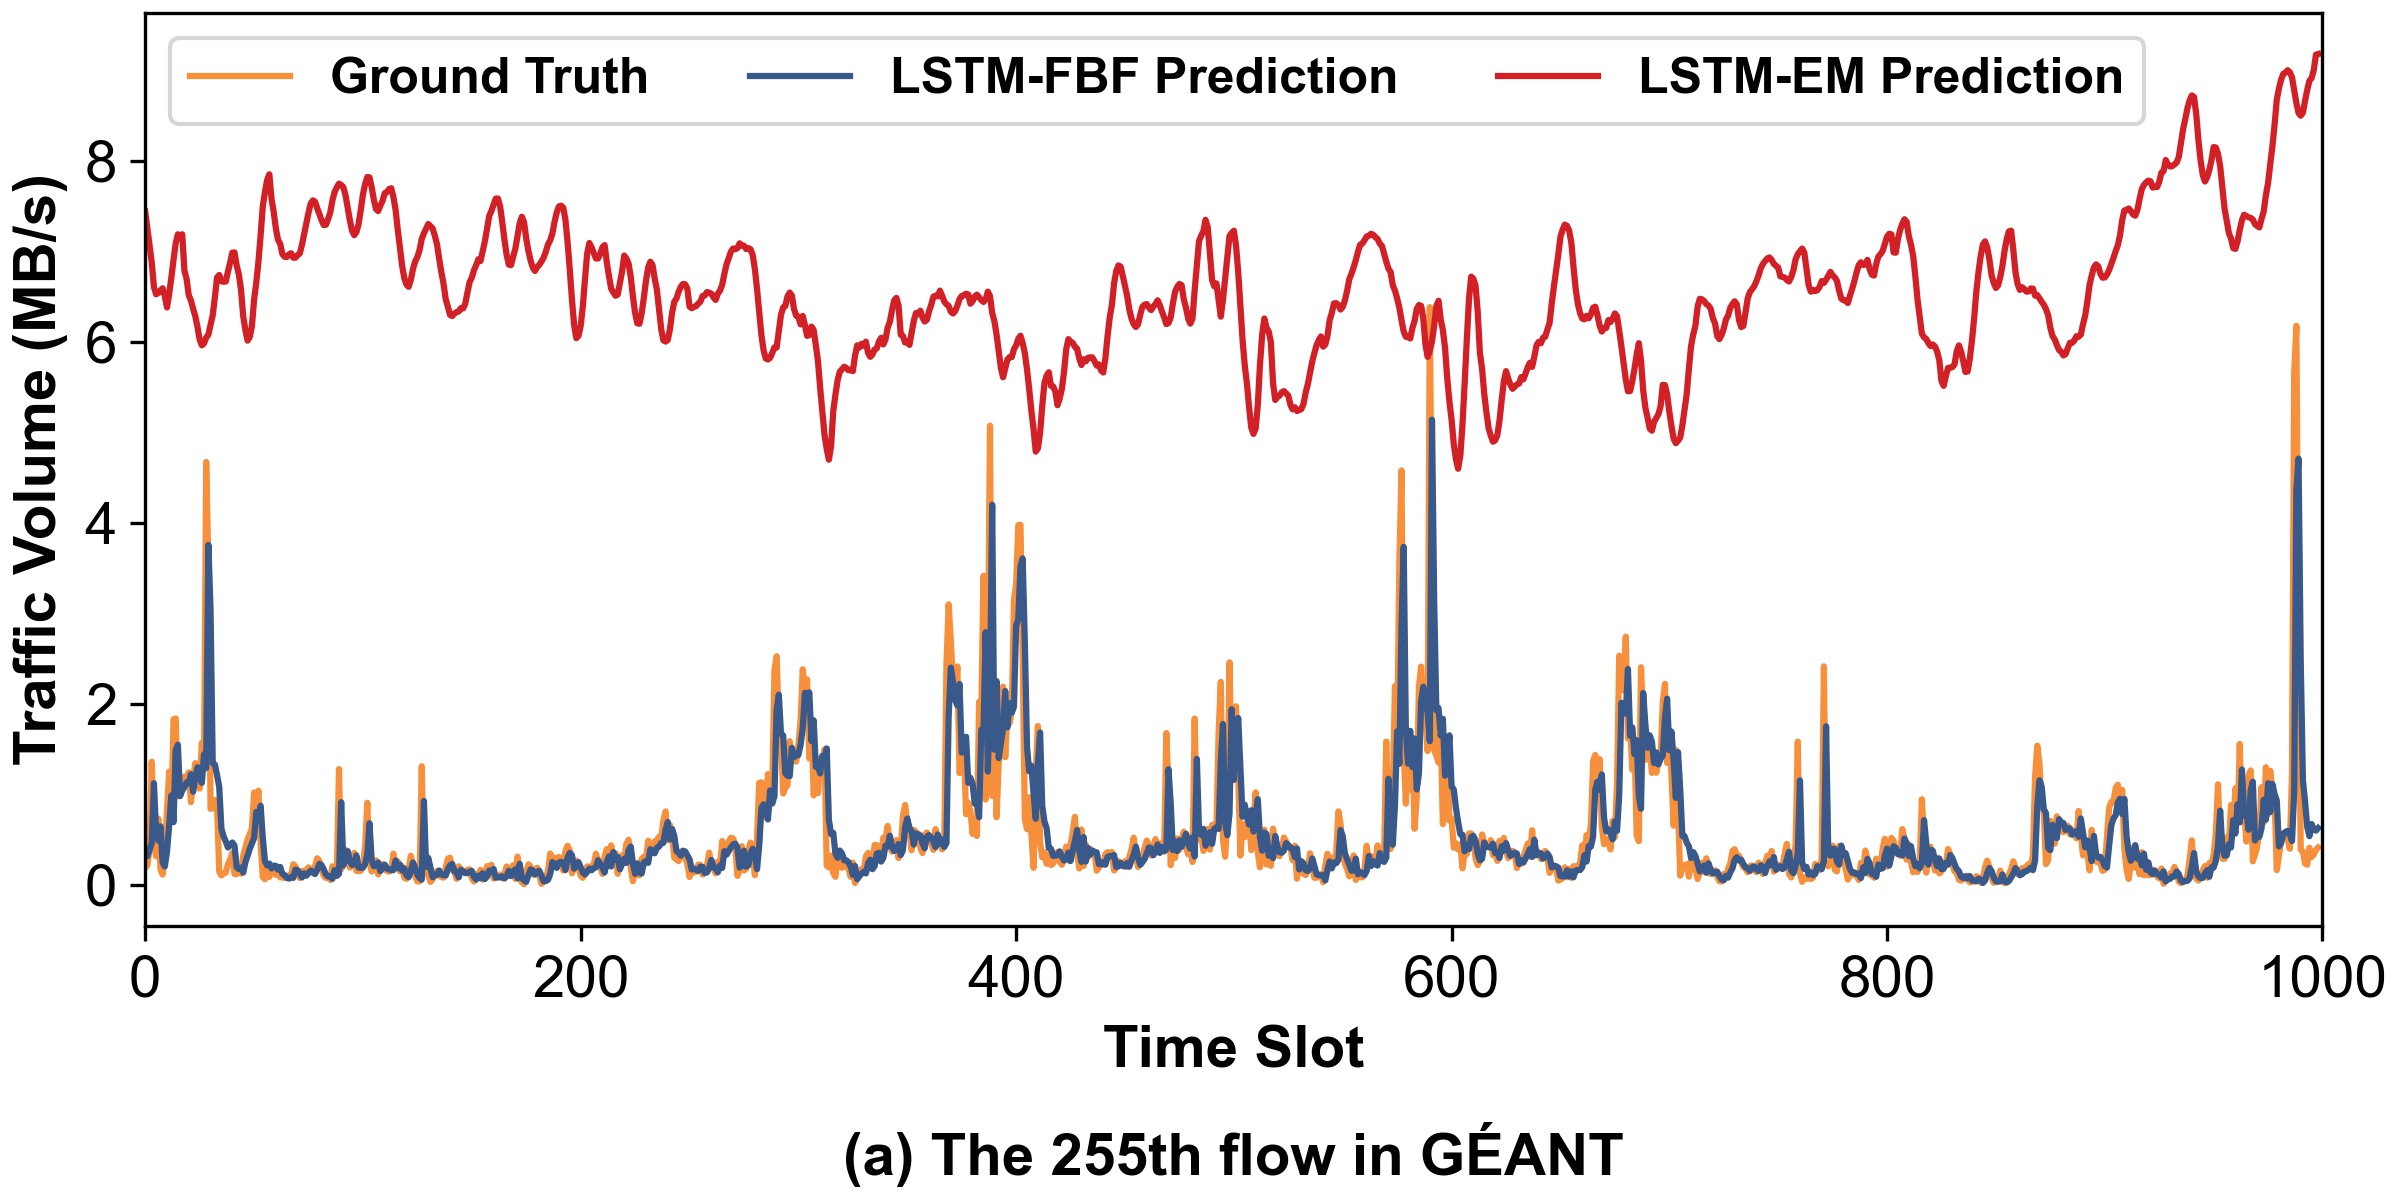 Ground Truth LSTM-FBF Prediction LSTM-EM Prediction
Traffic Volume (MB/s)
8
6
4
2
0
0 200 400 600 800 1000
Time Slot
(a) The 255th flow in GÉANT